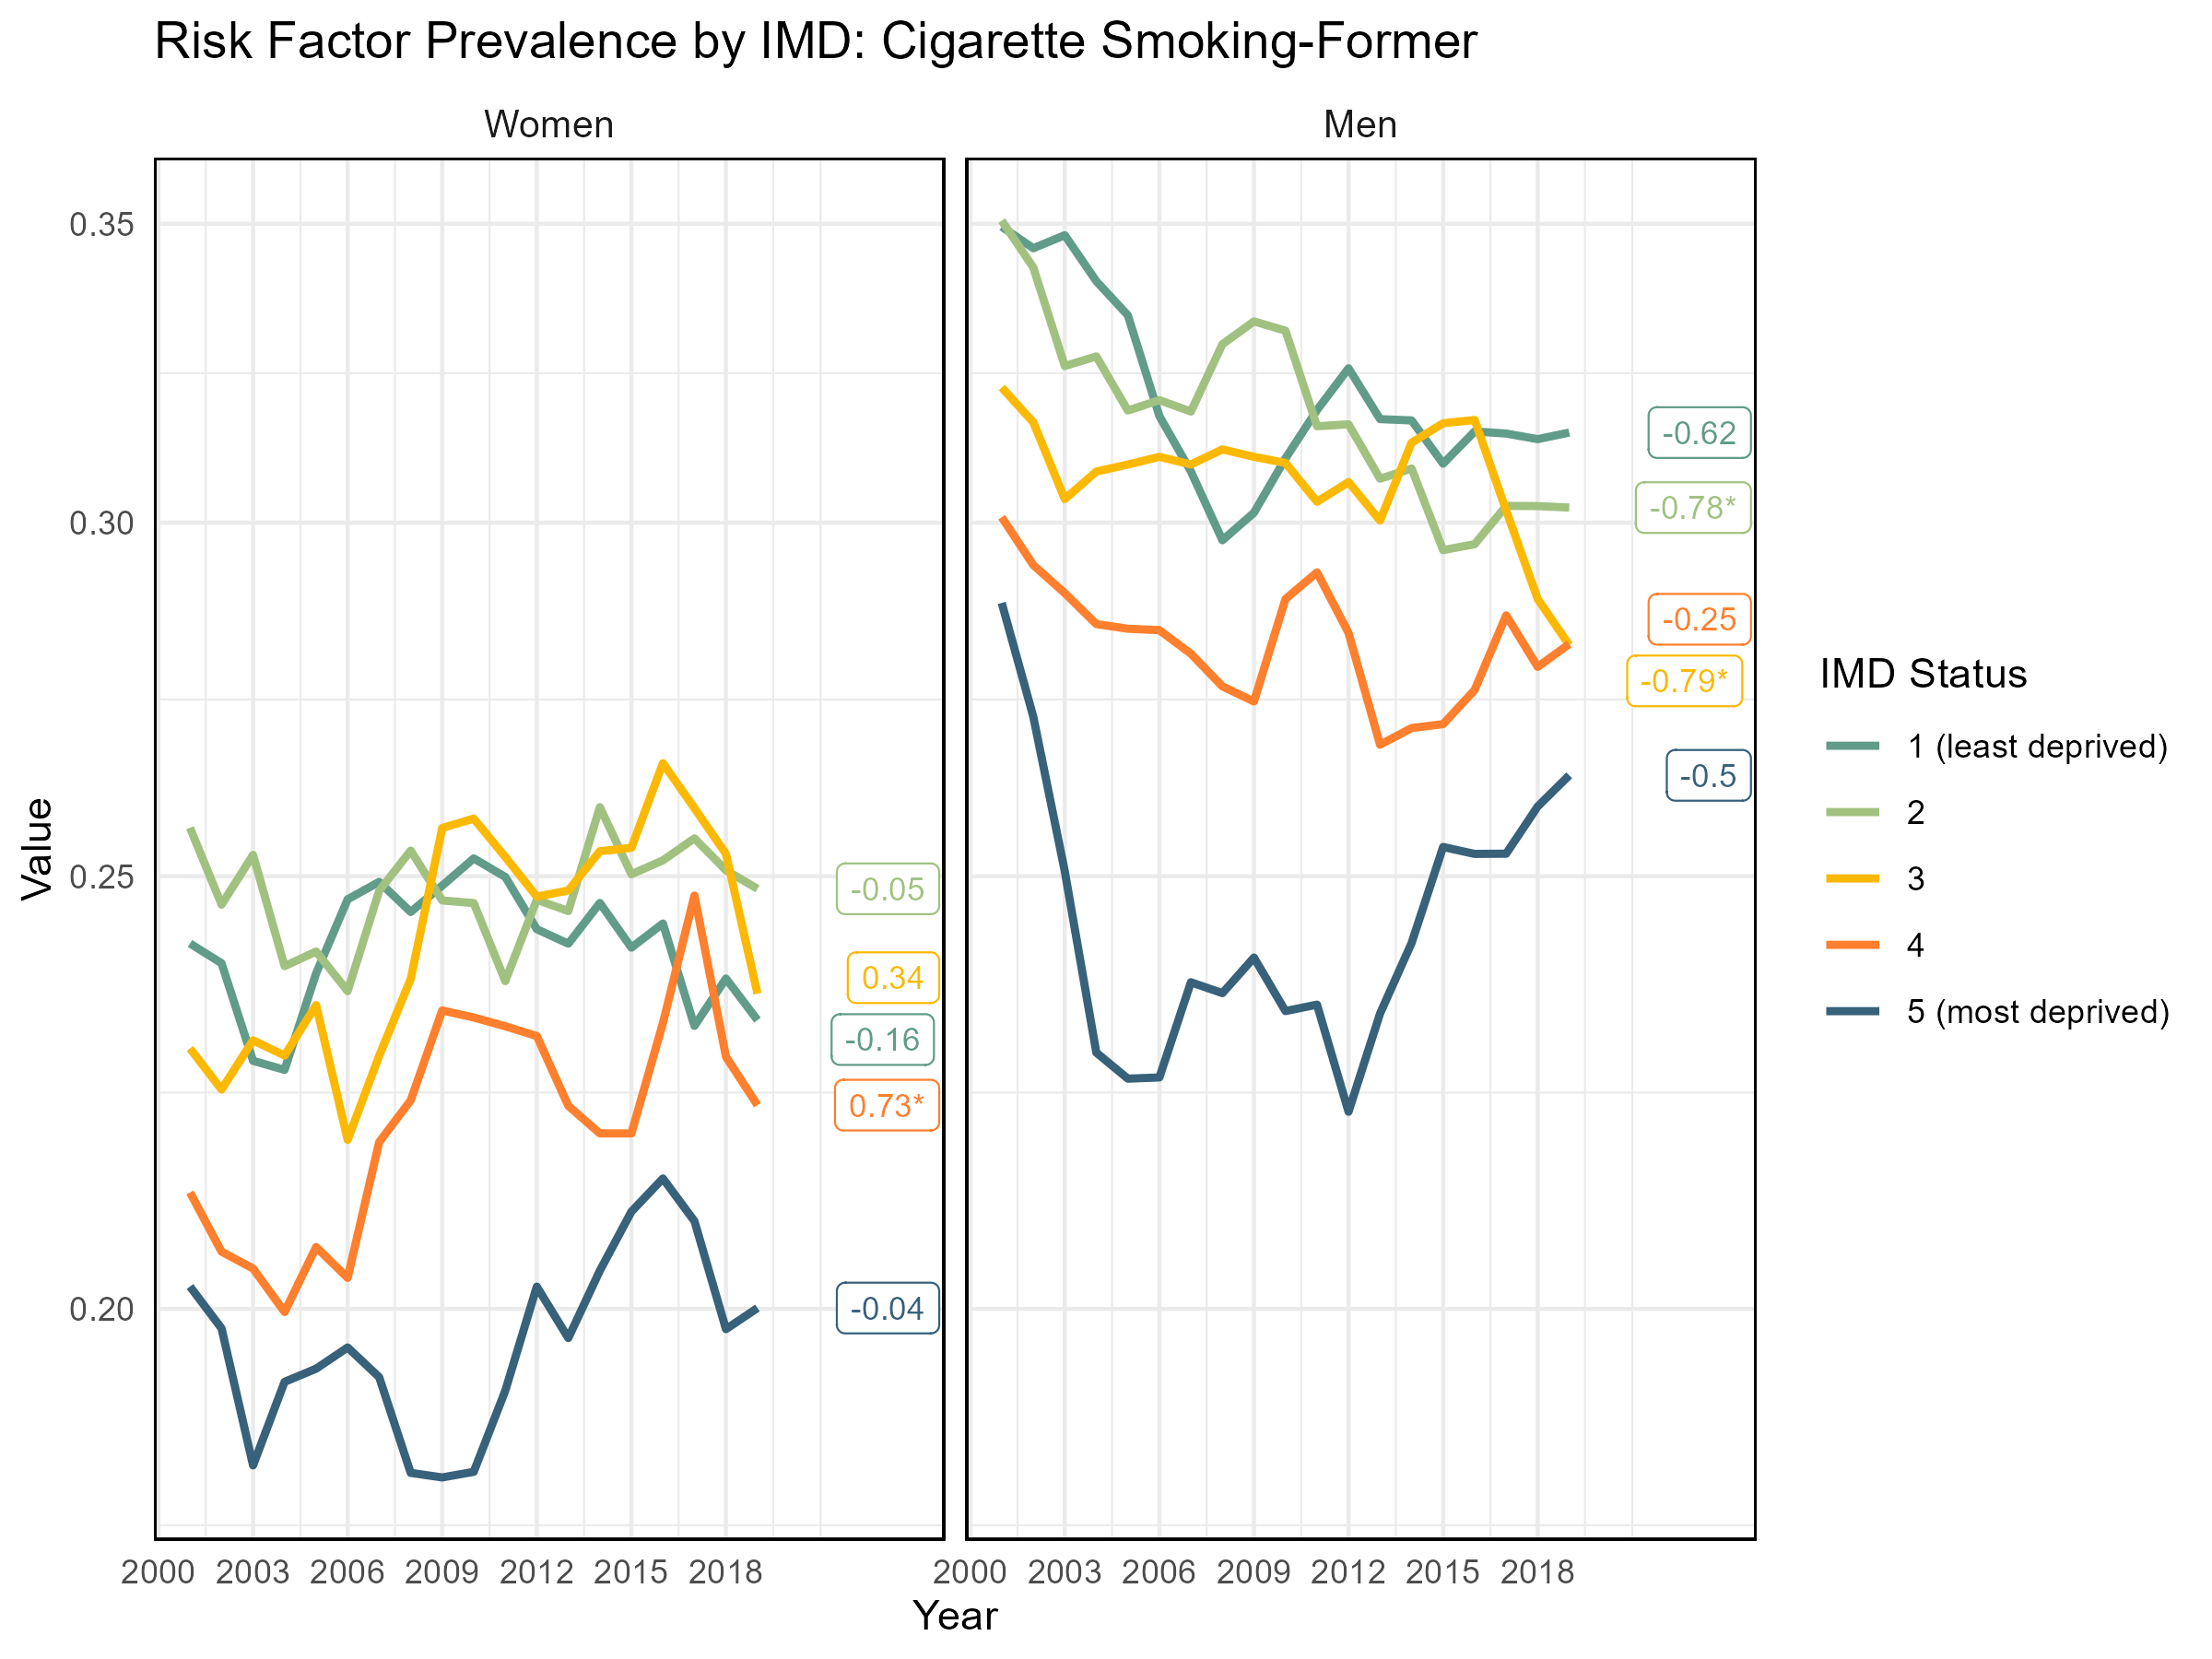 Risk Factor Prevalence by IMD: Cigarette Smoking-Former
Women
Men
Value
0.35
0.30
0.25
0.20
-0.05
0.34
-0.16
0.73*
-0.04
-0.62
-0.78*
-0.25
-0.79*
-0.5
2000 2003 2006 2009 2012 2015 2018
2000 2003 2006 2009 2012 2015 2018
Year
IMD Status
1 (least deprived)
2
3
4
5 (most deprived)